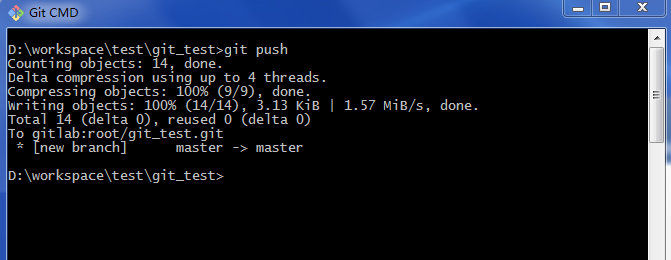 Git CMD
D:\workspace\test\git_test>git push
Counting objects: 14, done.
Delta compression using up to 4 threads.
Compressing objects: 100% (9/9), done.
Writing objects: 100% (14/14), 3.13 KiB | 1.57 MiB/s, done.
Total 14 (delta 0), reused 0 (delta 0)
To gitlab:root/git_test.git
 * [new branch]      master -> master
D:\workspace\test\git_test>